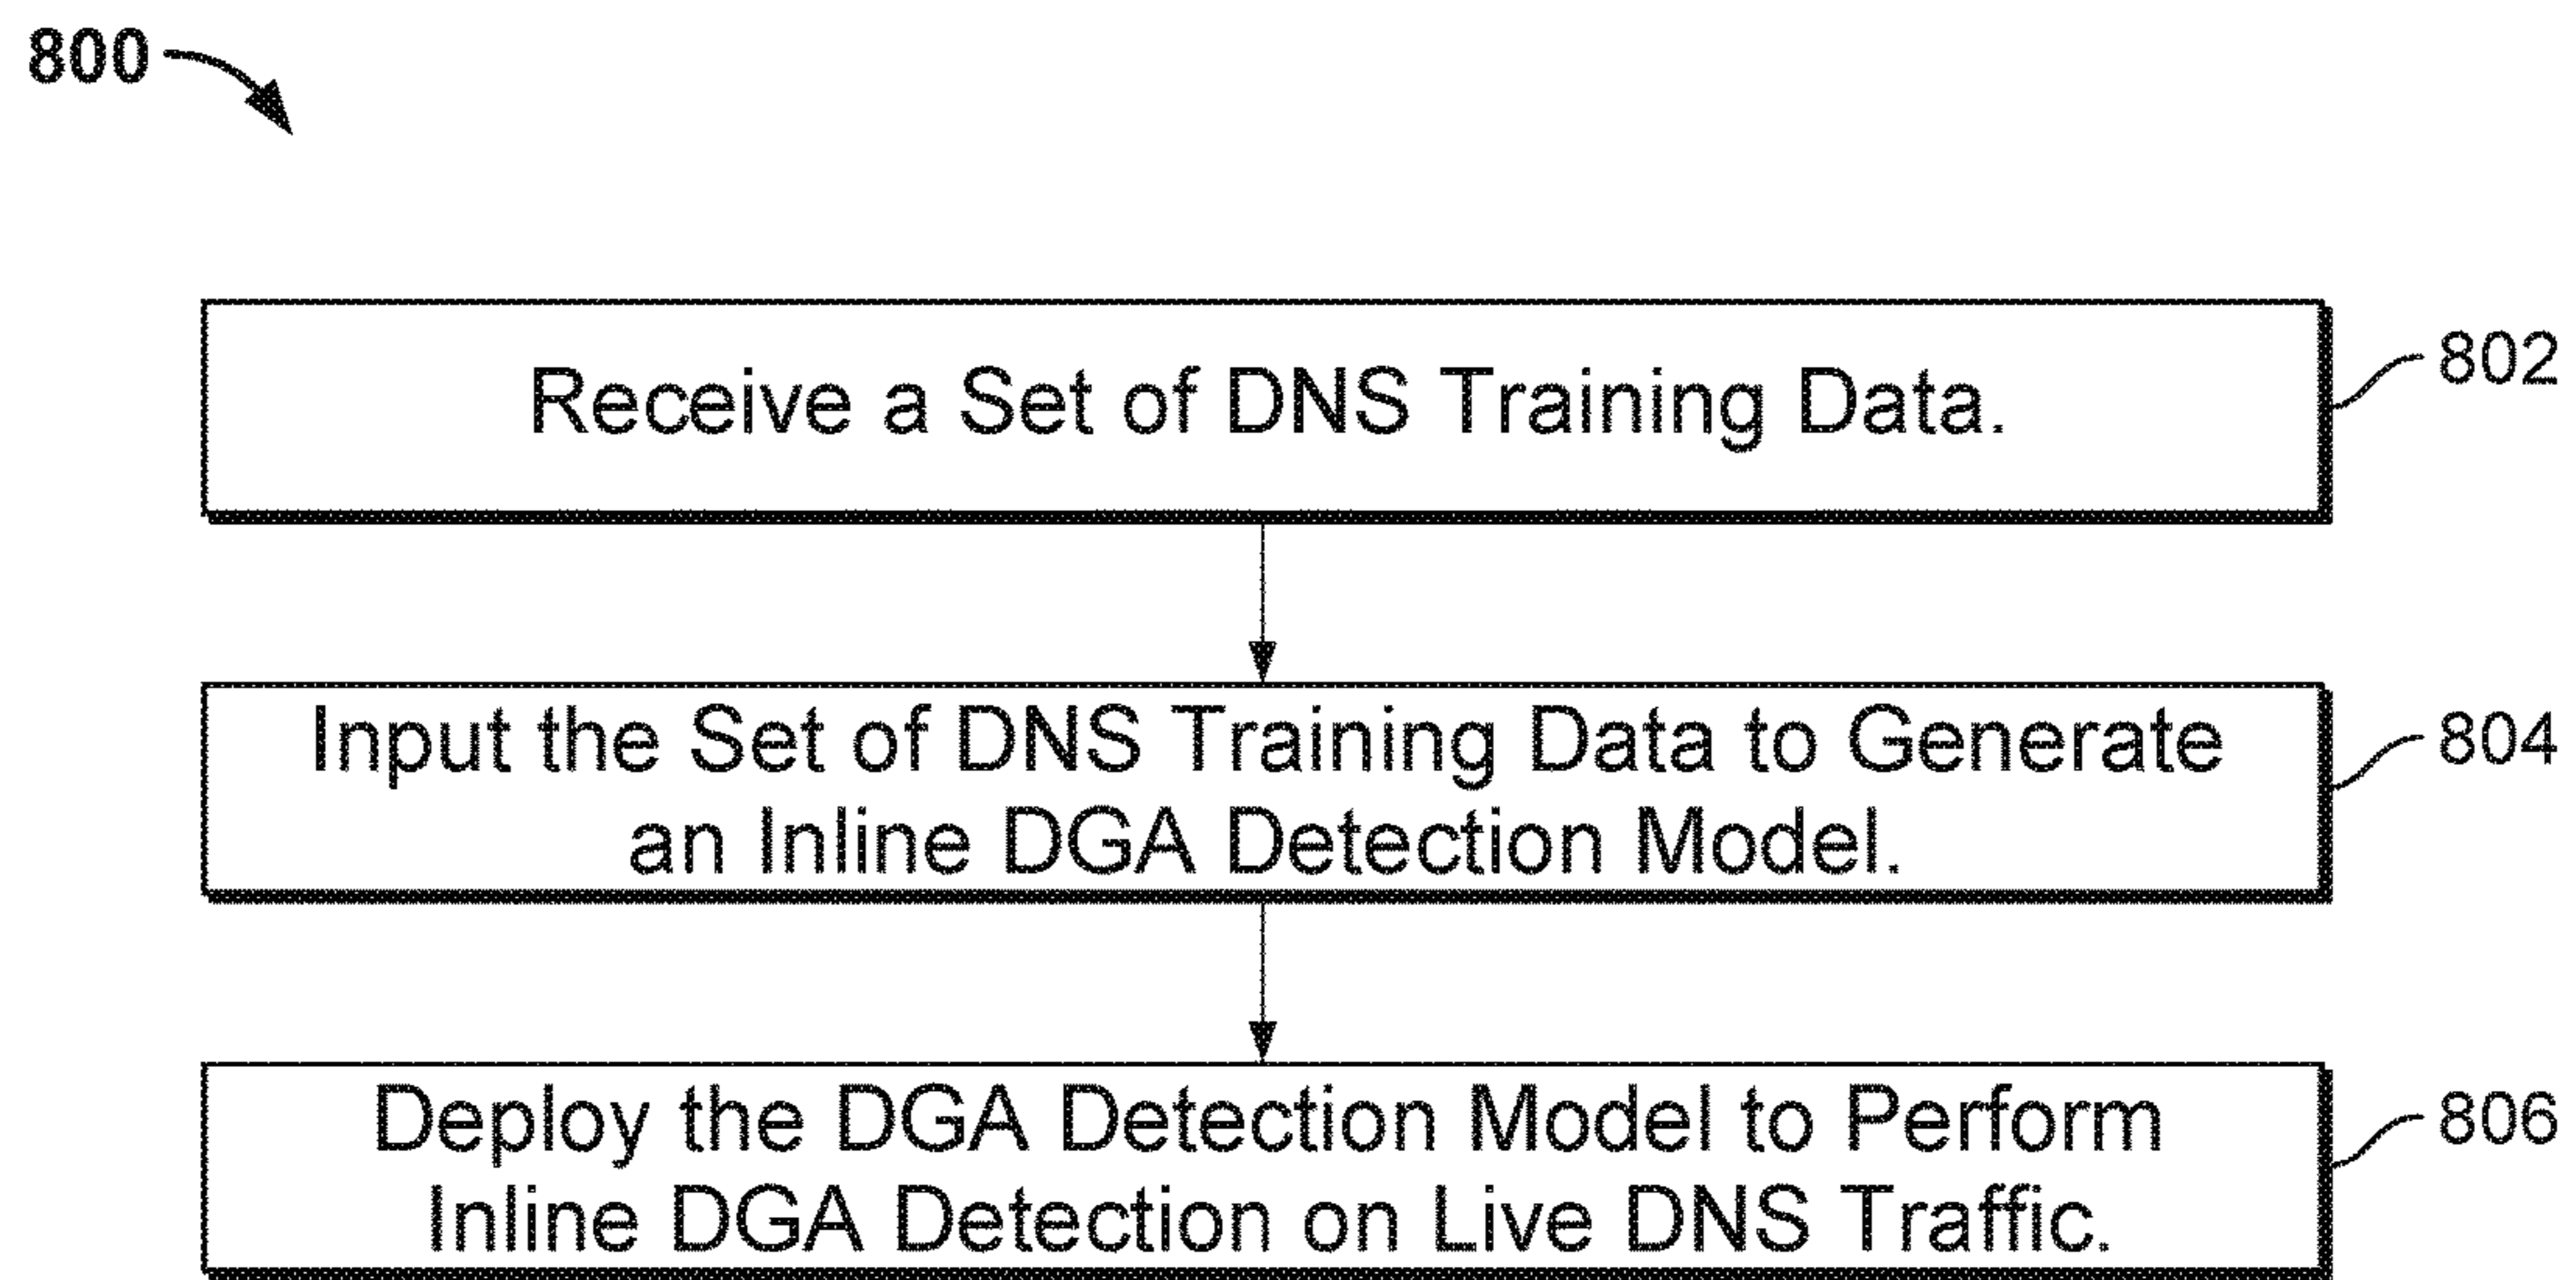 800
Receive a Set of DNS Training Data.
802
Input the Set of DNS Training Data to Generate
an Inline DGA Detection Model.
804
Deploy the DGA Detection Model to Perform
Inline DGA Detection on Live DNS Traffic.
806